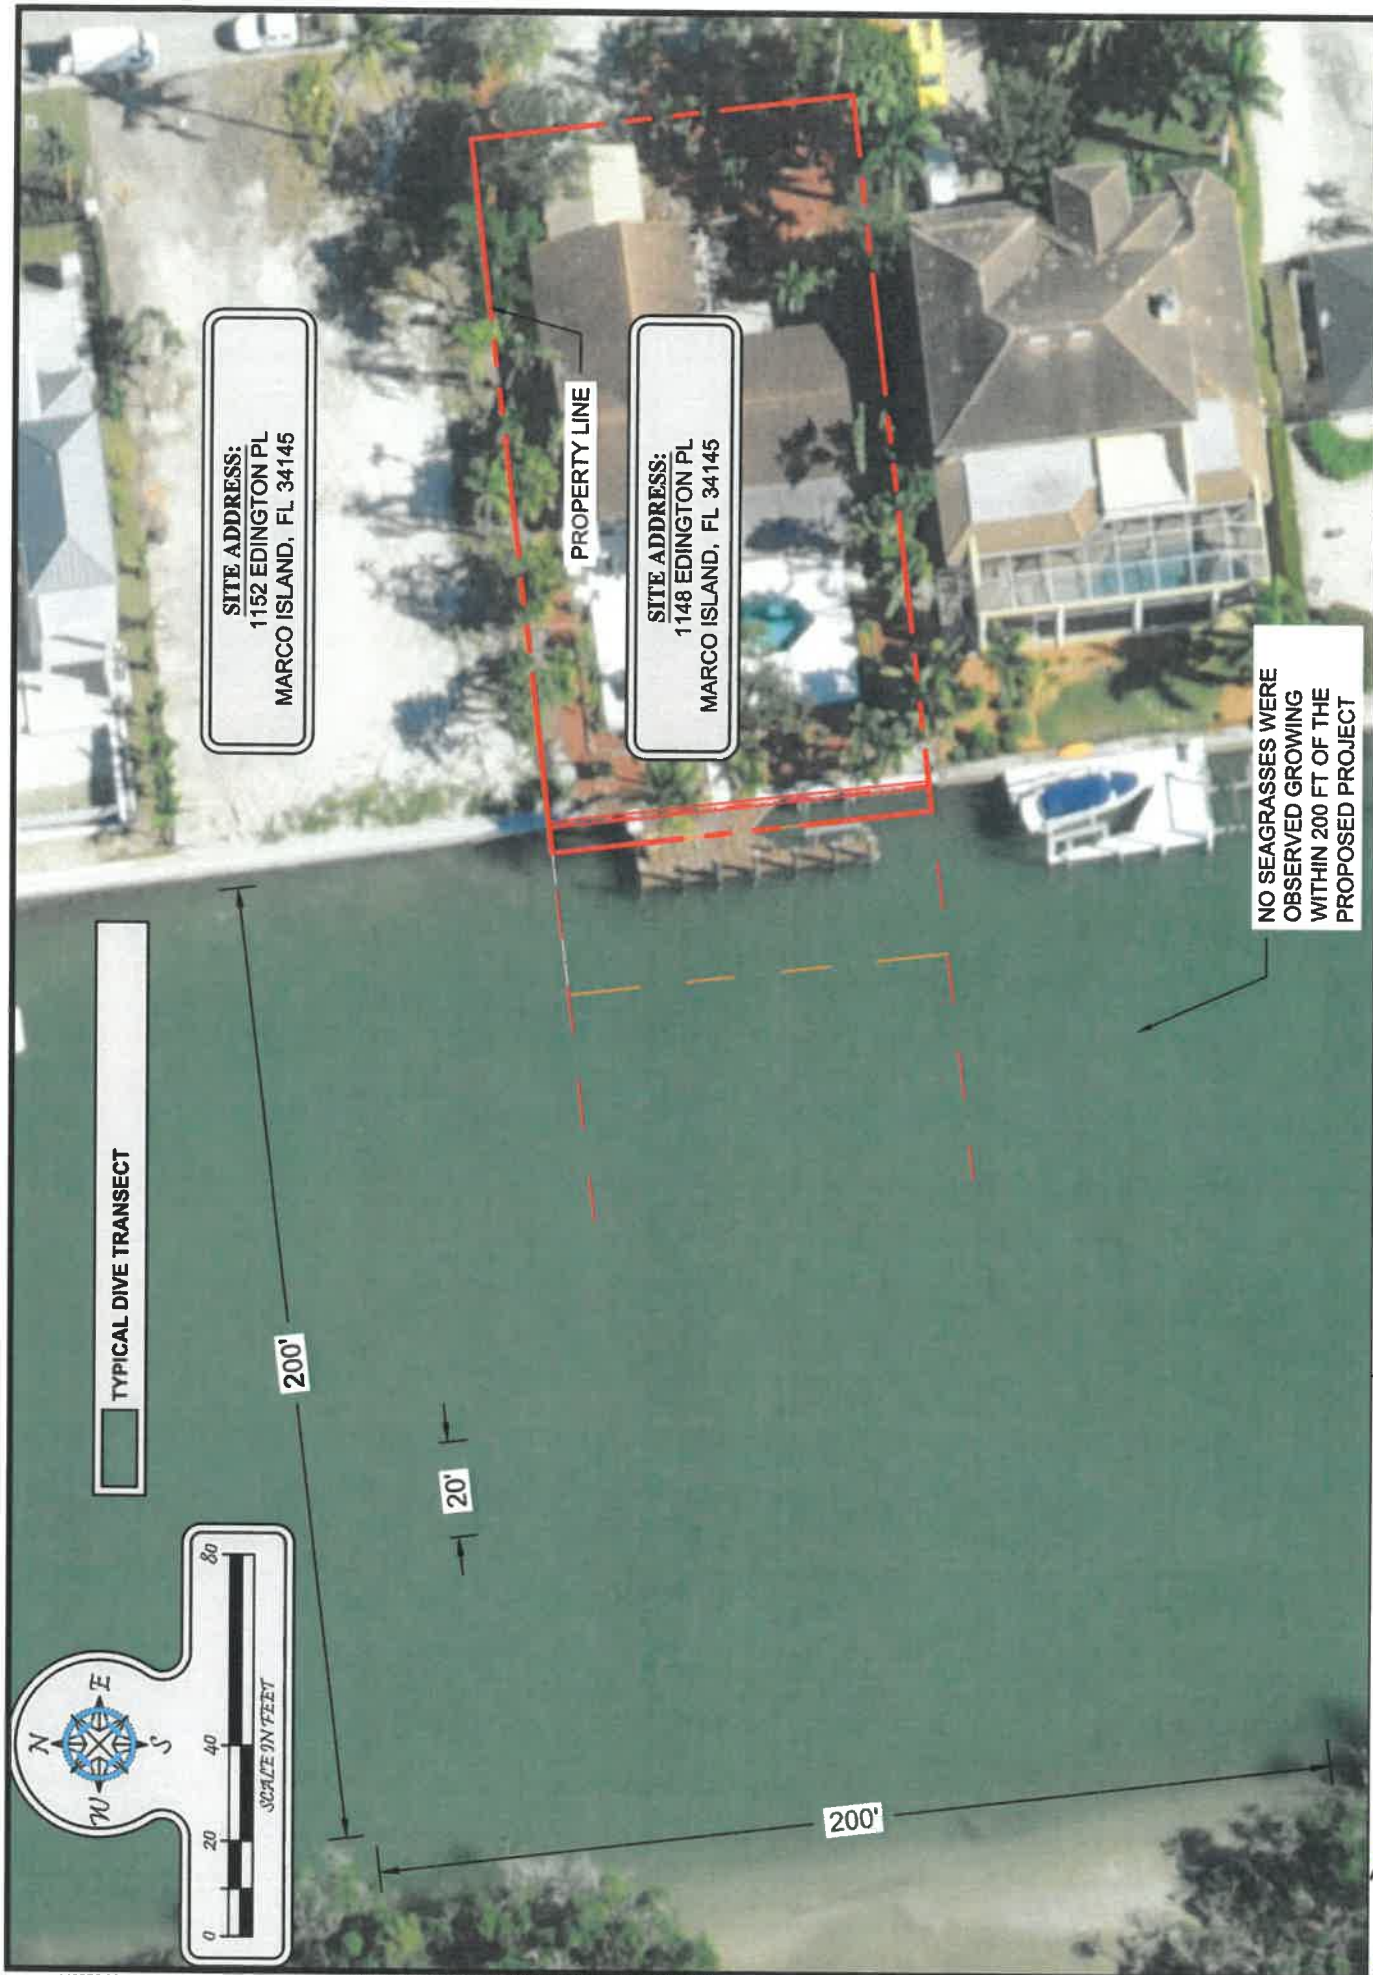 N
W
E
S
0 20 40 80
SCALE IN FEET
TYPICAL DIVE TRANSECT
SITE ADDRESS:
1152 EDINGTON PL
MARCO ISLAND, FL 34145
200'
20'
PROPERTY LINE
SITE ADDRESS:
1148 EDINGTON PL
MARCO ISLAND, FL 34145
200'
NO SEAGRASSES WERE
OBSERVED GROWING
WITHIN 200 FT OF THE
PROPOSED PROJECT